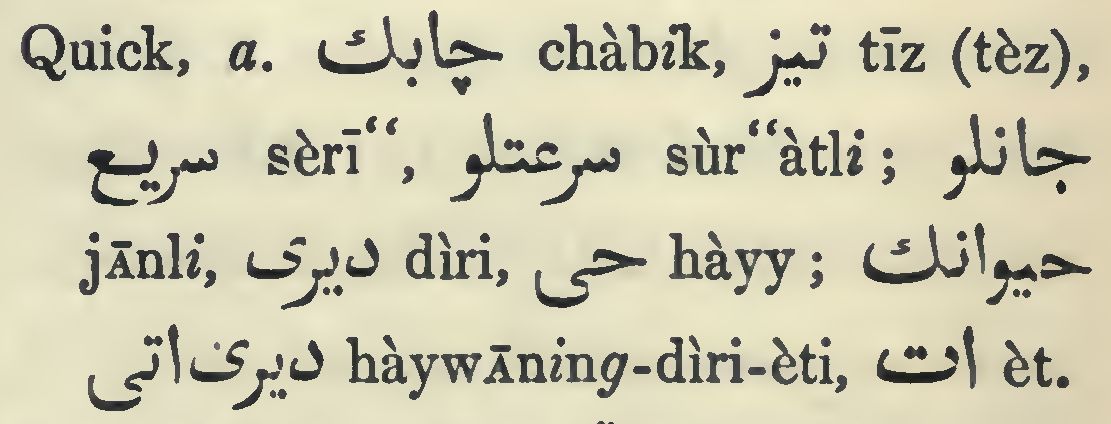 Quick, a. چابك chàbik, تيز tīz (tèz),
سريع sèrī“, سرعتلو sùr“àtli; جانلو
jĀnli, ديرى dìri, حى hàyy; حيوانك
ديرى اتى hàywĀning-dìri-èti, ات èt.